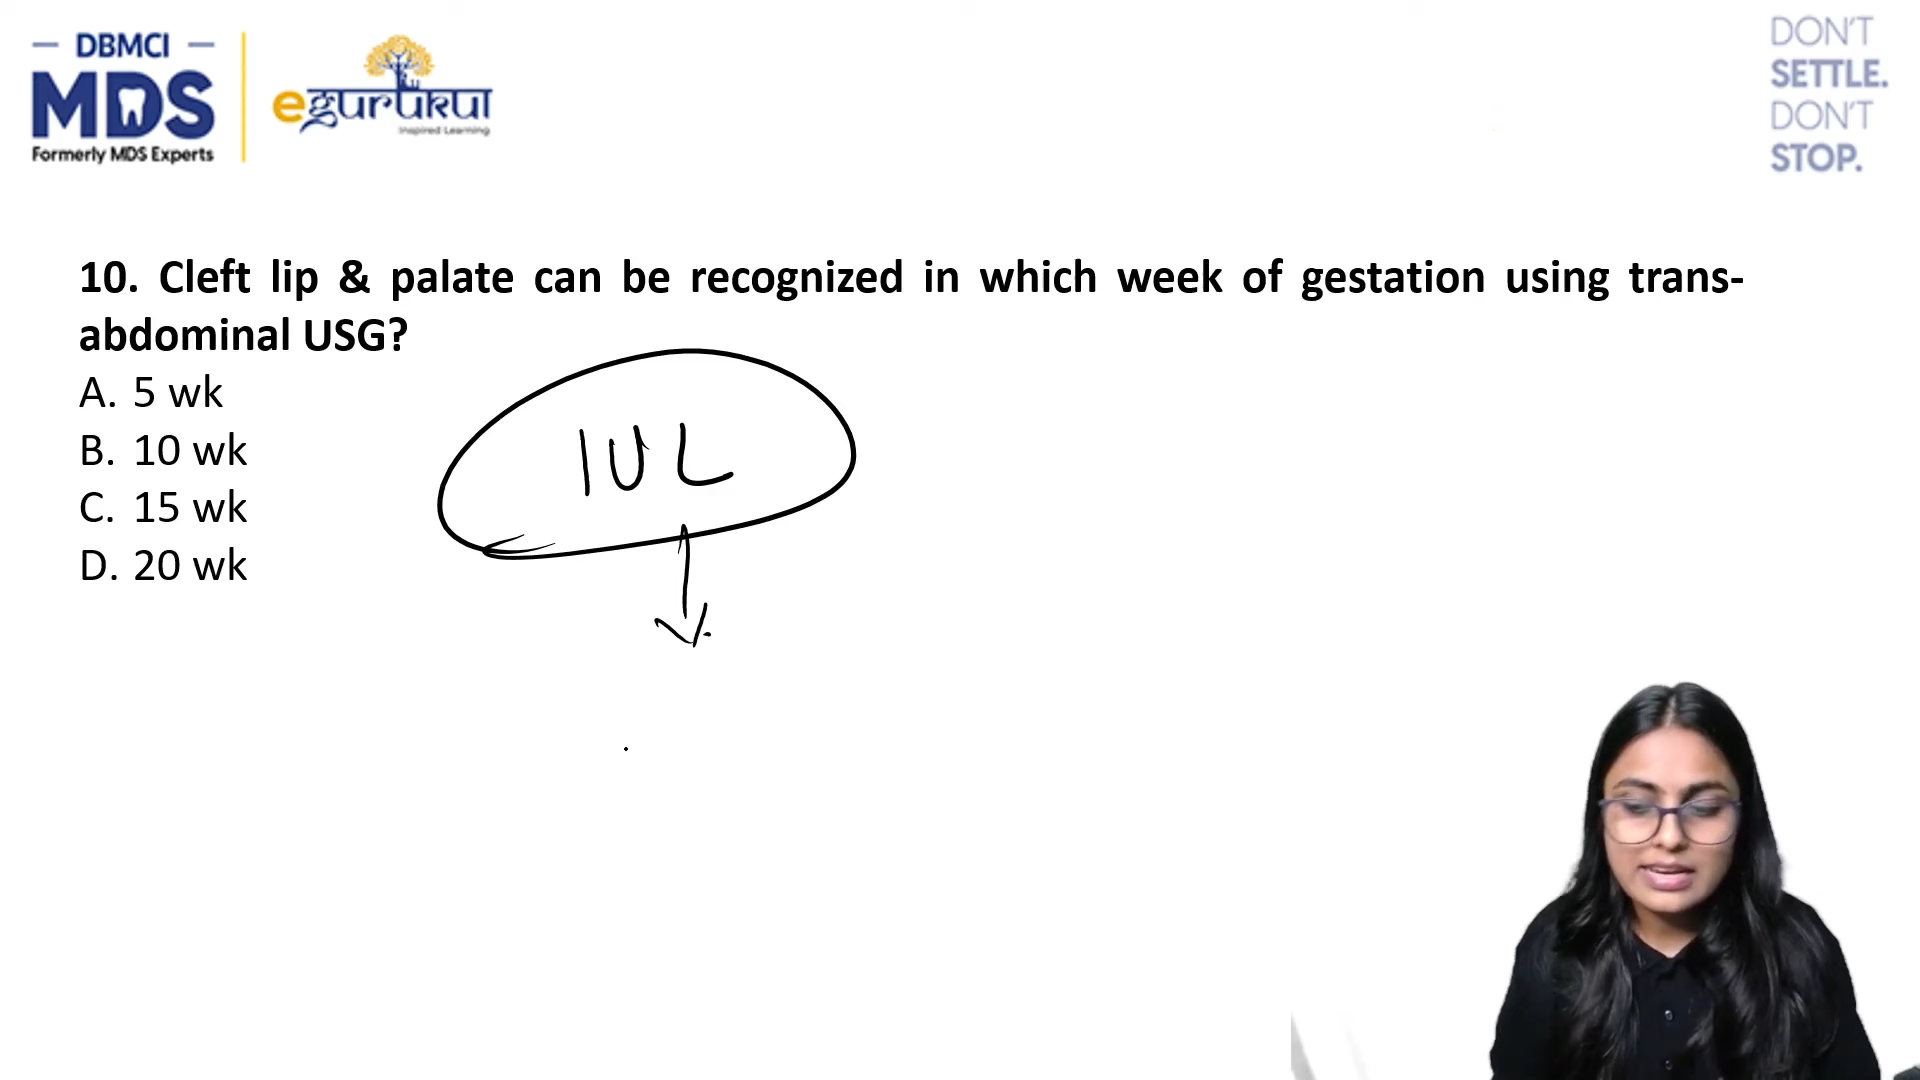 DBMCI
MDS
Formerly MDS Experts
egurukul
Inspired Learning
DON'T
SETTLE.
DON'T
STOP.
10. Cleft lip & palate can be recognized in which week of gestation using trans-
abdominal USG?
A. 5 wk
B. 10 wk
C. 15 wk
D. 20 wk
IUL